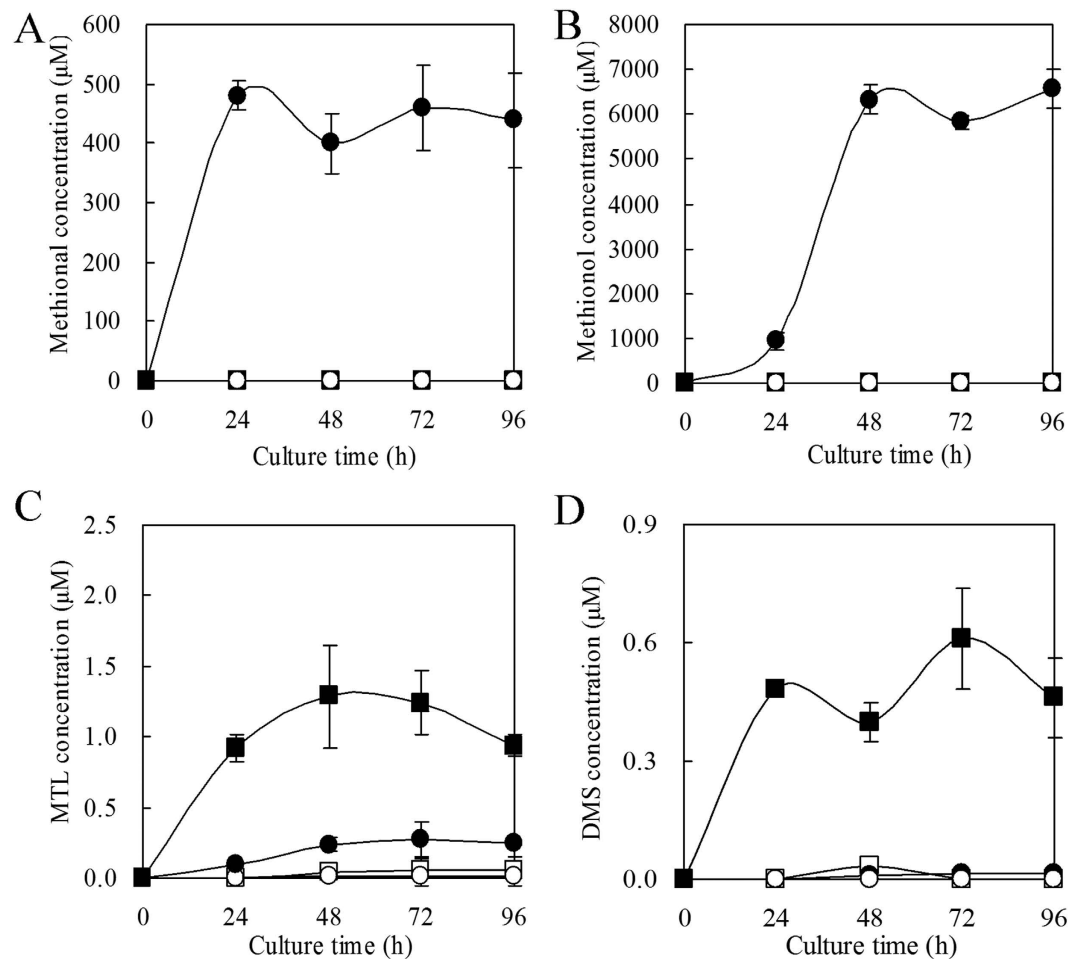 A
Methional concentration (μM)
600
500
400
300
200
100
0
0 24 48 72 96
Culture time (h)
B
Methionol concentration (μM)
8000
7000
6000
5000
4000
3000
2000
1000
0
0 24 48 72 96
Culture time (h)
C
MTL concentration (μM)
2.5
2.0
1.5
1.0
0.5
0.0
0 24 48 72 96
Culture time (h)
D
DMS concentration (μM)
0.9
0.6
0.3
0.0
0 24 48 72 96
Culture time (h)